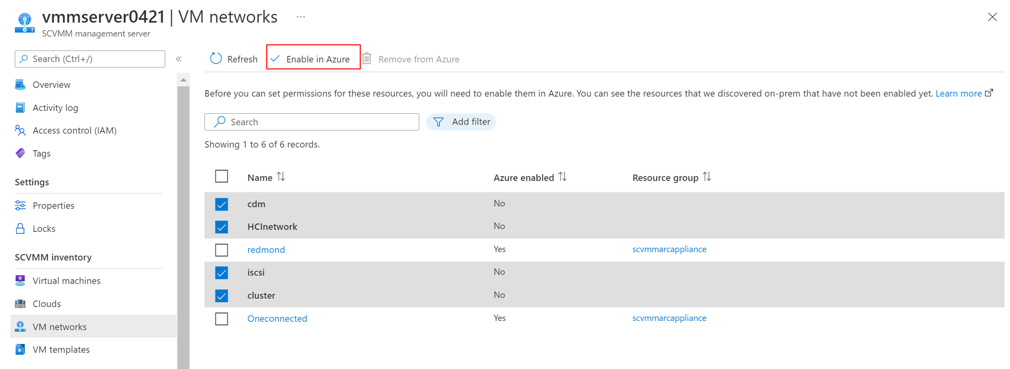 vmmserver0421 | VM networks ...
SCVMM management server
Search (Ctrl+/) «
Overview
Activity log
Access control (IAM)
Tags
Settings
Properties
Locks
SCVMM inventory
Virtual machines
Clouds
VM networks
VM templates
Refresh Enable in Azure Remove from Azure
Before you can set permissions for these resources, you will need to enable them in Azure. You can see the resources that we discovered on-prem that have not been enabled yet. Learn more
Search Add filter
Showing 1 to 6 of 6 records.
Name Azure enabled Resource group
cdm No
HCInetwork No
redmond Yes scvmmarcappliance
iscsi No
cluster No
Oneconnected Yes scvmmarcappliance